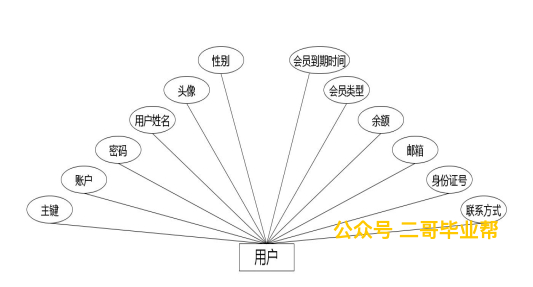 性别
会员到期时间
头像
会员类型
用户姓名
余额
密码
邮箱
账户
身份证号
主键
联系方式
公众号 二哥毕业帮
用户